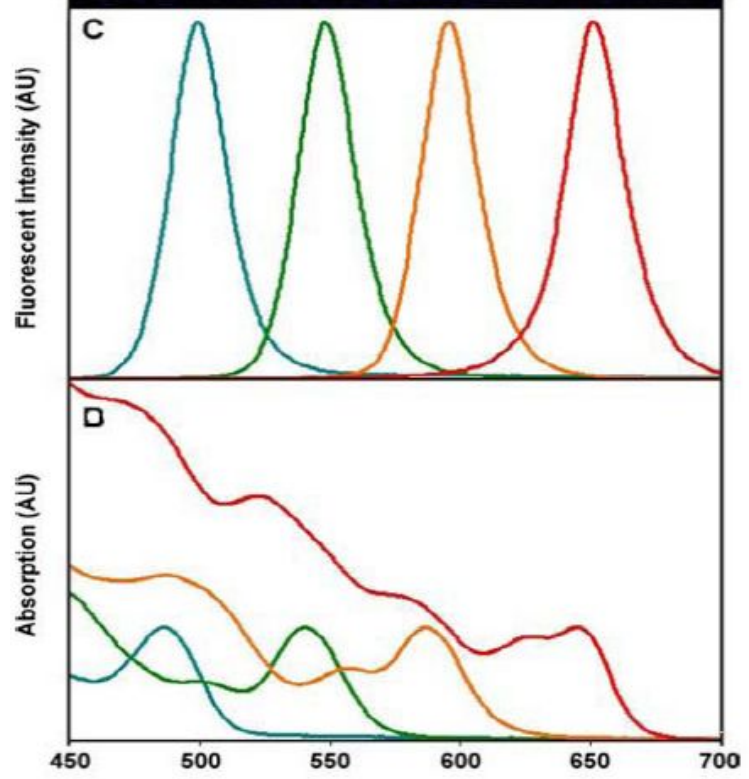 C
Fluorescent Intensity (AU)
D
Absorption (AU)
450 500 550 600 650 700